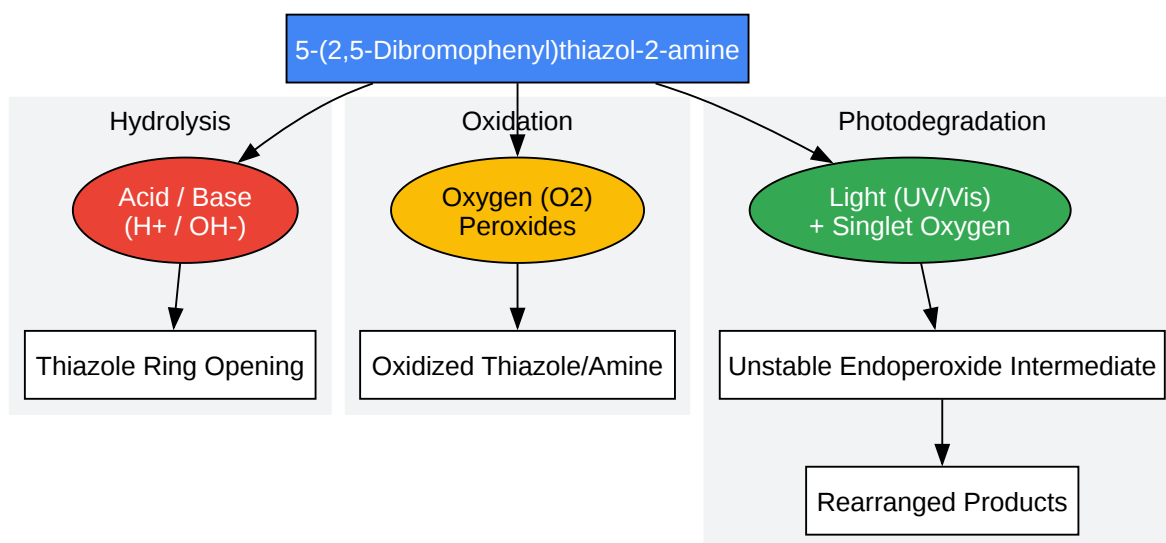 5-(2,5-Dibromophenyl)thiazol-2-amine
Hydrolysis
Oxidation
Photodegradation
Acid / Base
(H+ / OH-)
Oxygen (O2)
Peroxides
Light (UV/Vis)
+ Singlet Oxygen
Thiazole Ring Opening
Oxidized Thiazole/Amine
Unstable Endoperoxide Intermediate
Rearranged Products